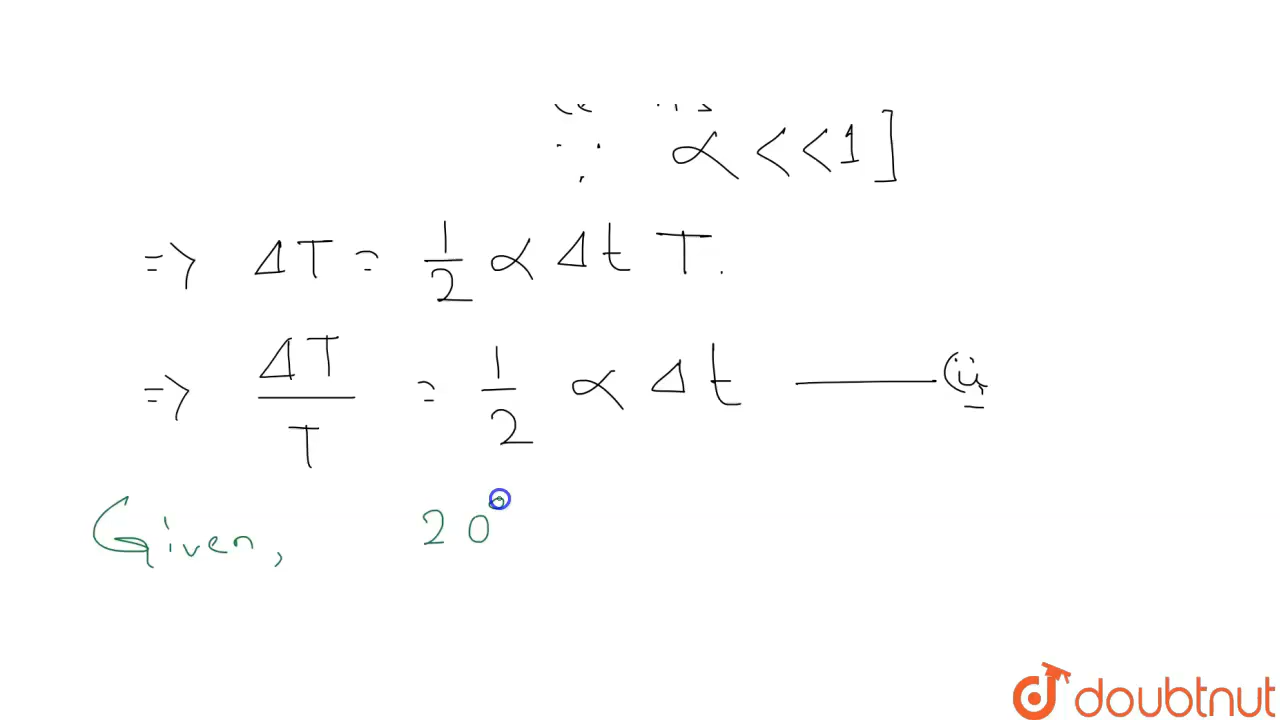 ∵ α <<1]
=> ΔT = 1/2 α Δt T.
=> ΔT/T = 1/2 α Δt —— (ii
Given, 20°
doubtnut